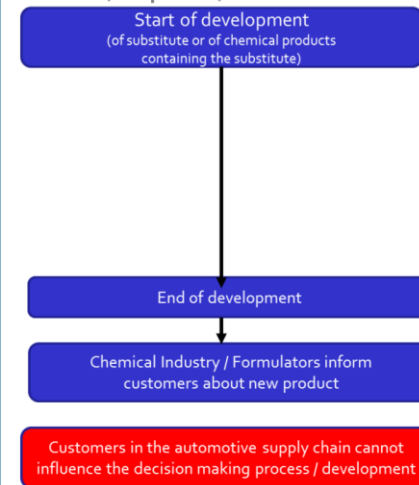 Start of development
(of substitute or of chemical products
containing the substitute)
End of development
Chemical Industry / Formulators inform
customers about new product
Customers in the automotive supply chain cannot
influence the decision making process / development